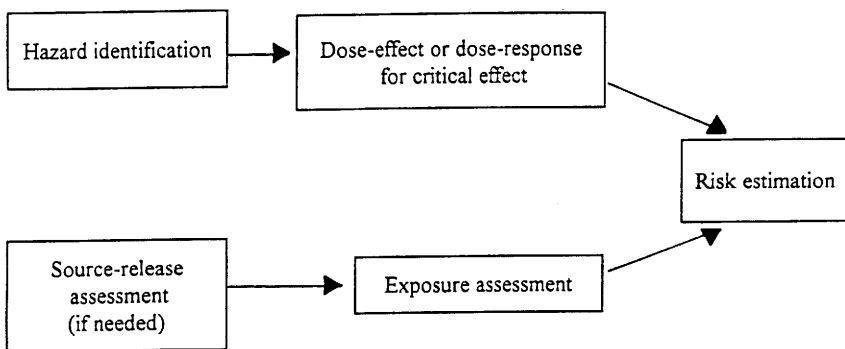 Hazard identification
Dose-effect or dose-response
for critical effect
Risk estimation
Source-release
assessment
(if needed)
Exposure assessment